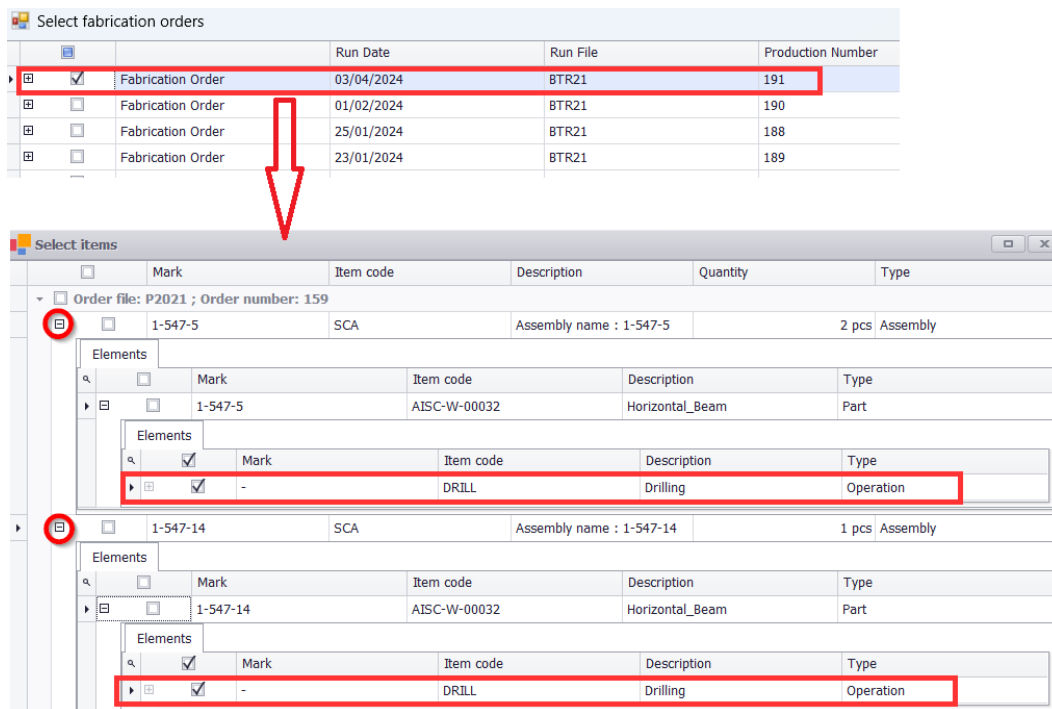 Select fabrication orders
Run Date Run File Production Number
Fabrication Order 03/04/2024 BTR21 191
Fabrication Order 01/02/2024 BTR21 190
Fabrication Order 25/01/2024 BTR21 188
Fabrication Order 23/01/2024 BTR21 189
Select items
Mark Item code Description Quantity Type
Order file: P2021 ; Order number: 159
1-547-5 SCA Assembly name : 1-547-5 2 pcs Assembly
Elements
Mark Item code Description Type
1-547-5 AISC-W-00032 Horizontal_Beam Part
Elements
Mark Item code Description Type
- DRILL Drilling Operation
1-547-14 SCA Assembly name : 1-547-14 1 pcs Assembly
Elements
Mark Item code Description Type
1-547-14 AISC-W-00032 Horizontal_Beam Part
Elements
Mark Item code Description Type
- DRILL Drilling Operation